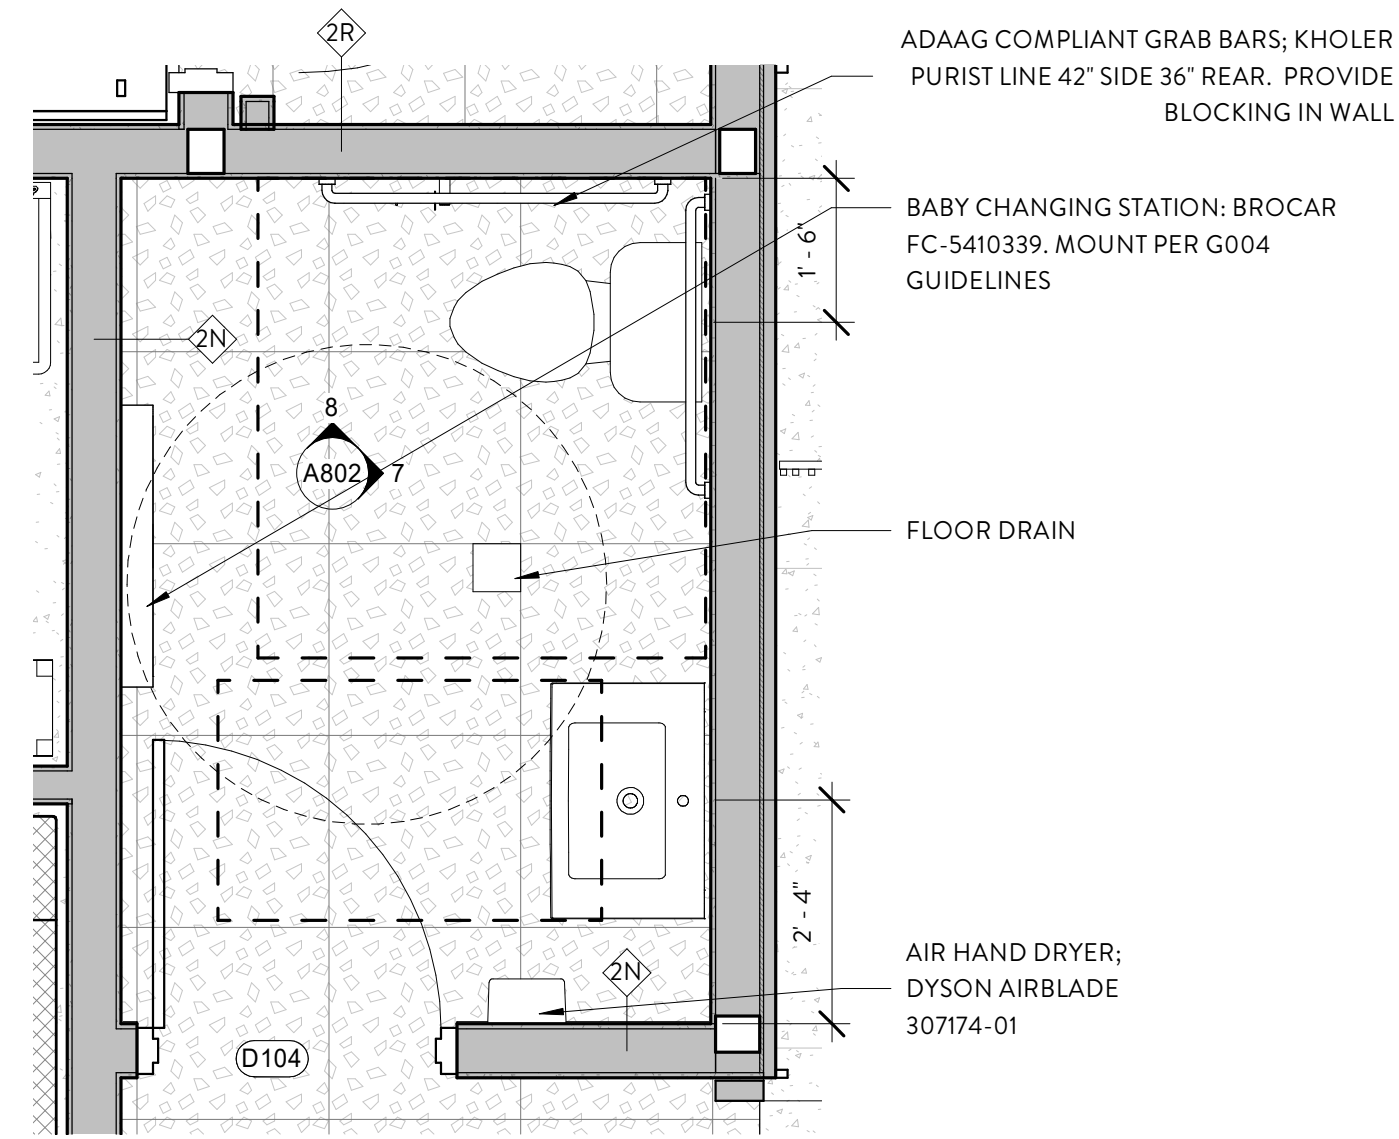 2R
ADAAG COMPLIANT GRAB BARS; KHOLER
PURIST LINE 42" SIDE 36" REAR. PROVIDE
BLOCKING IN WALL
BABY CHANGING STATION: BROCAR
FC-5410339. MOUNT PER G004
GUIDELINES
1' - 6"
2N
8
A802
7
FLOOR DRAIN
2' - 4"
AIR HAND DRYER;
DYSON AIRBLADE
307174-01
2N
D104